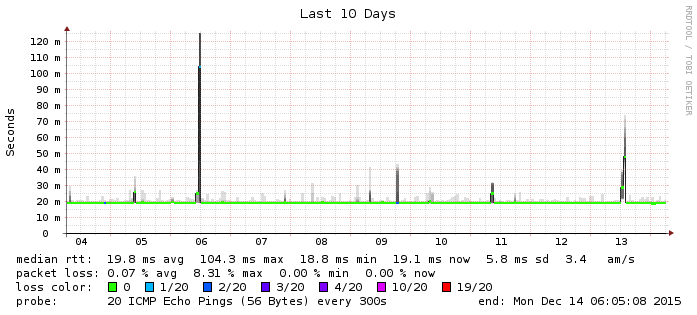 Last 10 Days
RRDTOOL / TOBI OETIKER
Seconds
120 m
110 m
100 m
90 m
80 m
70 m
60 m
50 m
40 m
30 m
20 m
10 m
0
04 05 06 07 08 09 10 11 12 13
median rtt: 19.8 ms avg 104.3 ms max 18.8 ms min 19.1 ms now 5.8 ms sd 3.4 am/s
packet loss: 0.07 % avg 8.31 % max 0.00 % min 0.00 % now
loss color: 0 1/20 2/20 3/20 4/20 10/20 19/20
probe: 20 ICMP Echo Pings (56 Bytes) every 300s end: Mon Dec 14 06:05:08 2015